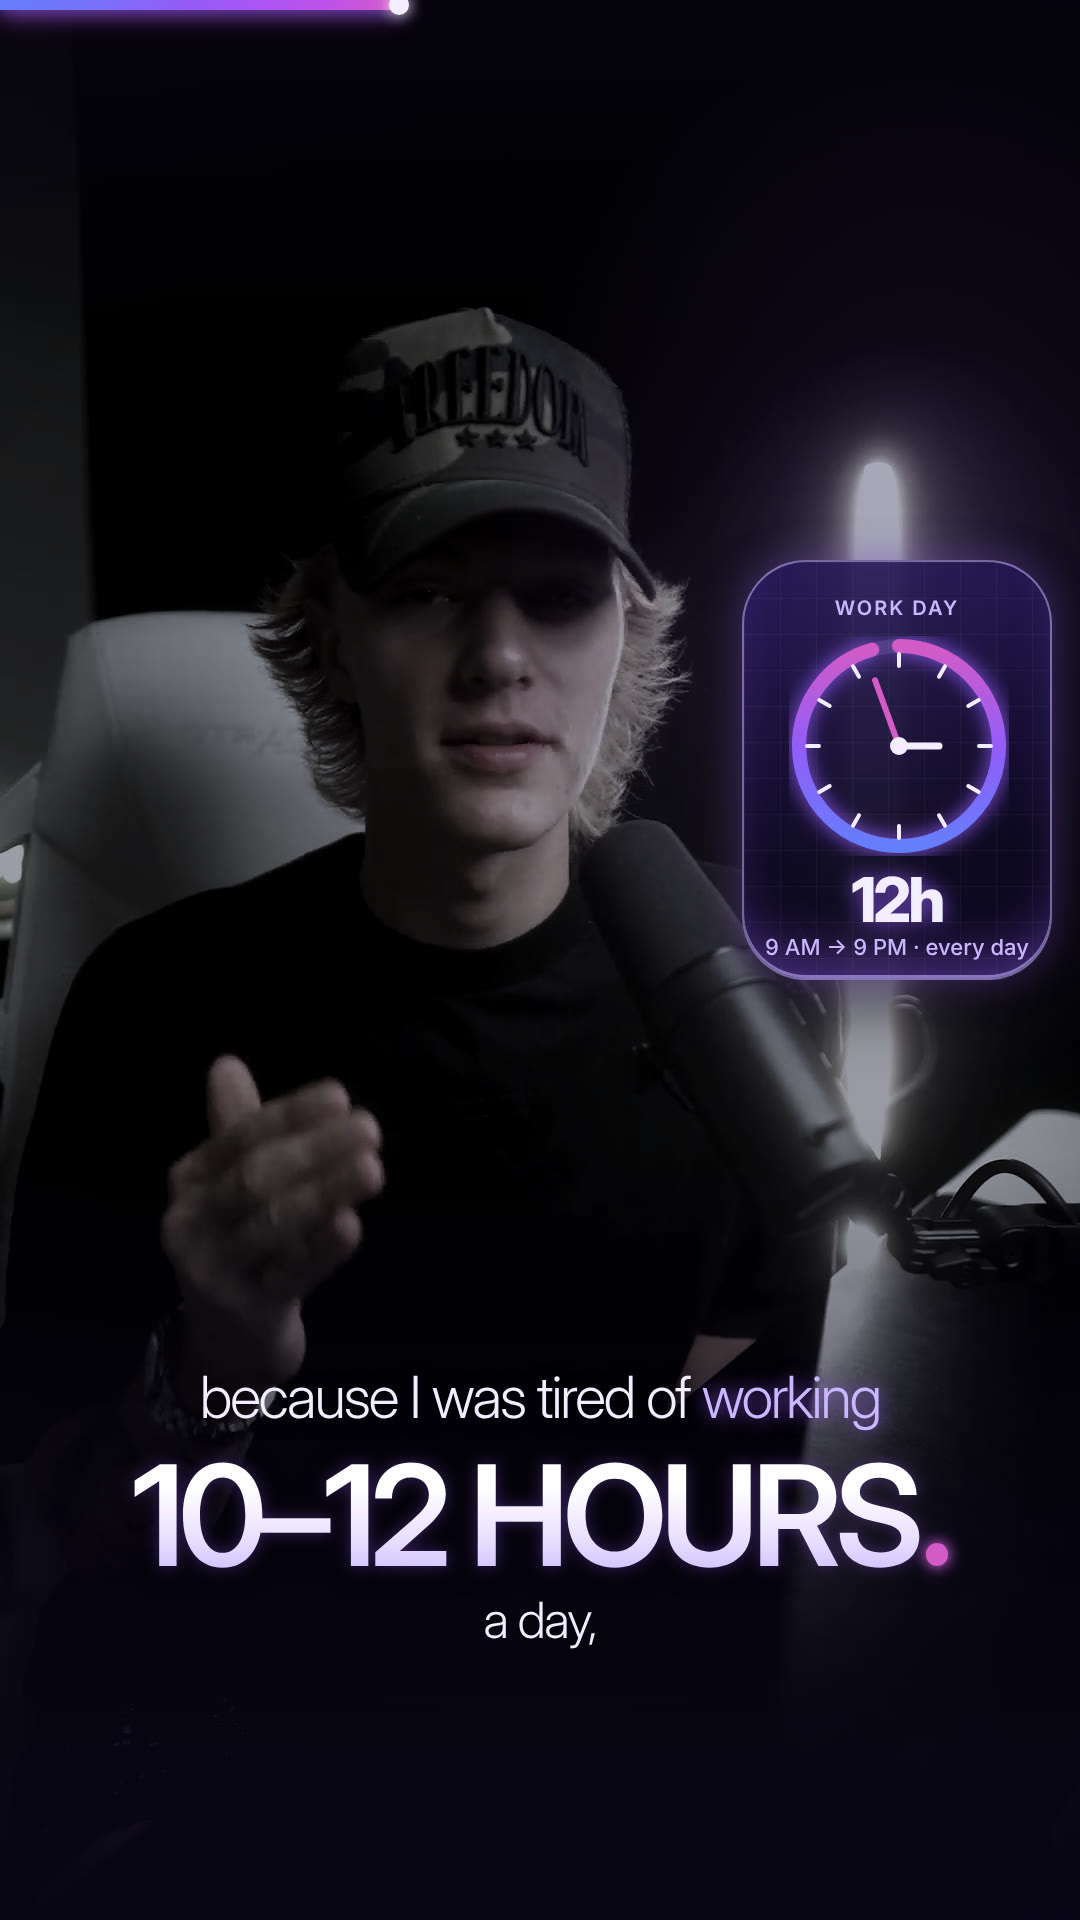 FREEDOM
WORK DAY
12h
9 AM → 9 PM · every day
because I was tired of working
10–12 HOURS.
a day,